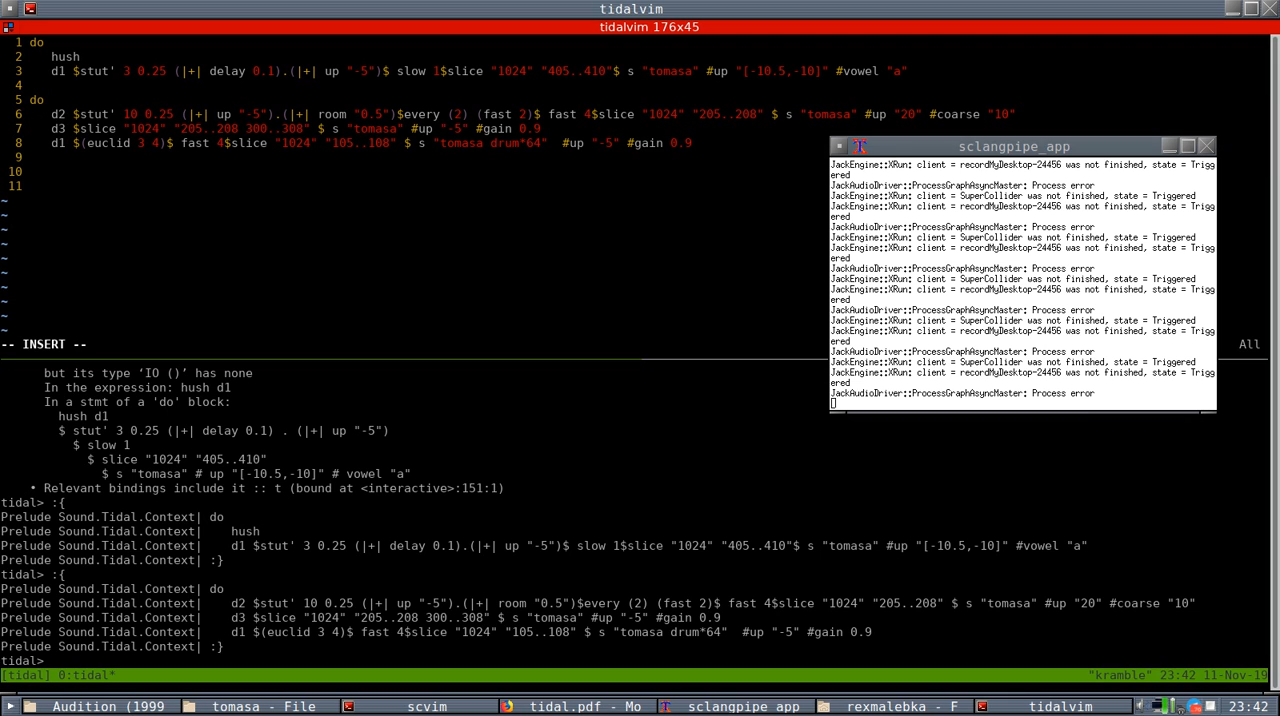 tidalvim
tidalvim 176x45
1 do
2    hush
3    d1 $stut' 3 0.25 (|+| delay 0.1).(|+| up "-5")$ slow 1$slice "1024" "405..410"$ s "tomasa" #up "[-10.5,-10]" #vowel "a"
4
5 do
6    d2 $stut' 10 0.25 (|+| up "-5").(|+| room "0.5")$every (2) (fast 2)$ fast 4$slice "1024" "205..208" $ s "tomasa" #up "20" #coarse "10"
7    d3 $slice "1024" "205..208 300..308" $ s "tomasa" #up "-5" #gain 0.9
8    d1 $(euclid 3 4)$ fast 4$slice "1024" "105..108" $ s "tomasa drum*64"  #up "-5" #gain 0.9
9
10
11
~
~
~
~
~
~
~
~
~
~
-- INSERT --
All
sclangpipe_app
JackEngine::XRun: client = recordMyDesktop-24456 was not finished, state = Trigg
ered
JackAudioDriver::ProcessGraphAsyncMaster: Process error
JackEngine::XRun: client = SuperCollider was not finished, state = Triggered
JackEngine::XRun: client = recordMyDesktop-24456 was not finished, state = Trigg
ered
JackAudioDriver::ProcessGraphAsyncMaster: Process error
JackEngine::XRun: client = SuperCollider was not finished, state = Triggered
JackEngine::XRun: client = recordMyDesktop-24456 was not finished, state = Trigg
ered
JackAudioDriver::ProcessGraphAsyncMaster: Process error
JackEngine::XRun: client = SuperCollider was not finished, state = Triggered
JackEngine::XRun: client = recordMyDesktop-24456 was not finished, state = Trigg
ered
JackAudioDriver::ProcessGraphAsyncMaster: Process error
JackEngine::XRun: client = SuperCollider was not finished, state = Triggered
JackEngine::XRun: client = recordMyDesktop-24456 was not finished, state = Trigg
ered
JackAudioDriver::ProcessGraphAsyncMaster: Process error
JackEngine::XRun: client = SuperCollider was not finished, state = Triggered
JackEngine::XRun: client = recordMyDesktop-24456 was not finished, state = Trigg
ered
JackAudioDriver::ProcessGraphAsyncMaster: Process error
but its type ‘IO ()’ has none
In the expression: hush d1
In a stmt of a 'do' block:
hush d1
$ stut' 3 0.25 (|+| delay 0.1) . (|+| up "-5")
$ slow 1
$ slice "1024" "405..410"
$ s "tomasa" # up "[-10.5,-10]" # vowel "a"
• Relevant bindings include it :: t (bound at <interactive>:151:1)
tidal> :{
Prelude Sound.Tidal.Context| do
Prelude Sound.Tidal.Context|    hush
Prelude Sound.Tidal.Context|    d1 $stut' 3 0.25 (|+| delay 0.1).(|+| up "-5")$ slow 1$slice "1024" "405..410"$ s "tomasa" #up "[-10.5,-10]" #vowel "a"
Prelude Sound.Tidal.Context| :}
tidal> :{
Prelude Sound.Tidal.Context| do
Prelude Sound.Tidal.Context|    d2 $stut' 10 0.25 (|+| up "-5").(|+| room "0.5")$every (2) (fast 2)$ fast 4$slice "1024" "205..208" $ s "tomasa" #up "20" #coarse "10"
Prelude Sound.Tidal.Context|    d3 $slice "1024" "205..208 300..308" $ s "tomasa" #up "-5" #gain 0.9
Prelude Sound.Tidal.Context|    d1 $(euclid 3 4)$ fast 4$slice "1024" "105..108" $ s "tomasa drum*64"  #up "-5" #gain 0.9
Prelude Sound.Tidal.Context| :}
tidal>
[tidal] 0:tidal* "kramble" 23:42 11-Nov-19
Audition (1999 tomasa - File scvim tidal.pdf - Mo sclangpipe_app rexmalebka - F tidalvim 23:42